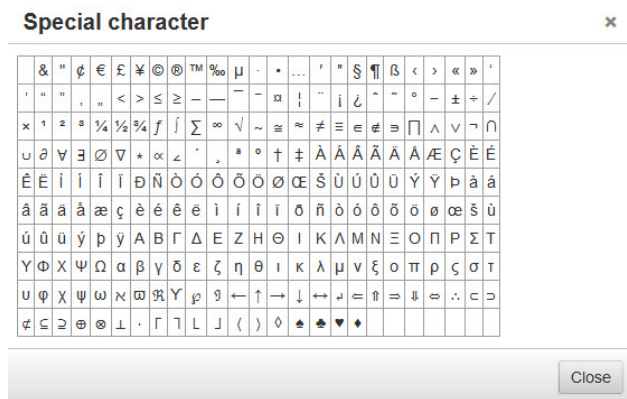 Special character ×
& " ¢ € £ ¥ © ® ™ ‰ µ · • … ′ ″ § ¶ ß ‹ › « » ‘
’ “ ” ‚ „ < > ≤ ≥ – — ¯ ‾ ¤ ¦ ¨ ¡ ¿ ˆ ˜ ° − ± ÷ ⁄
× ¹ ² ³ ¼ ½ ¾ ƒ ∫ ∑ ∞ √ ∼ ≅ ≈ ≠ ≡ ∈ ∉ ∋ ∏ ∧ ∨ ¬ ∩
∪ ∂ ∀ ∃ ∅ ∇ ∗ ∝ ∠ ´ ¸ ª º † ‡ À Á Â Ã Ä Å Æ Ç È É
Ê Ë Ì Í Î Ï Ð Ñ Ò Ó Ô Õ Ö Ø Œ Š Ù Ú Û Ü Ý Ÿ Þ à á
â ã ä å æ ç è é ê ë ì í î ï ð ñ ò ó ô õ ö ø œ š ù
ú û ü ý þ ÿ Α Β Γ Δ Ε Ζ Η Θ Ι Κ Λ Μ Ν Ξ Ο Π Ρ Σ Τ
Υ Φ Χ Ψ Ω α β γ δ ε ζ η θ ι κ λ μ ν ξ ο π ρ ς σ τ
υ φ χ ψ ω ℵ ϖ ℜ ϒ ℘ ℑ ← ↑ → ↓ ↔ ↵ ⇐ ⇑ ⇒ ⇓ ⇔ ∴ ⊂ ⊃
⊄ ⊆ ⊇ ⊕ ⊗ ⊥ ⋅ ⌈ ⌉ ⌊ ⌋ ⟨ ⟩ ◊ ♠ ♣ ♥ ♦
Close